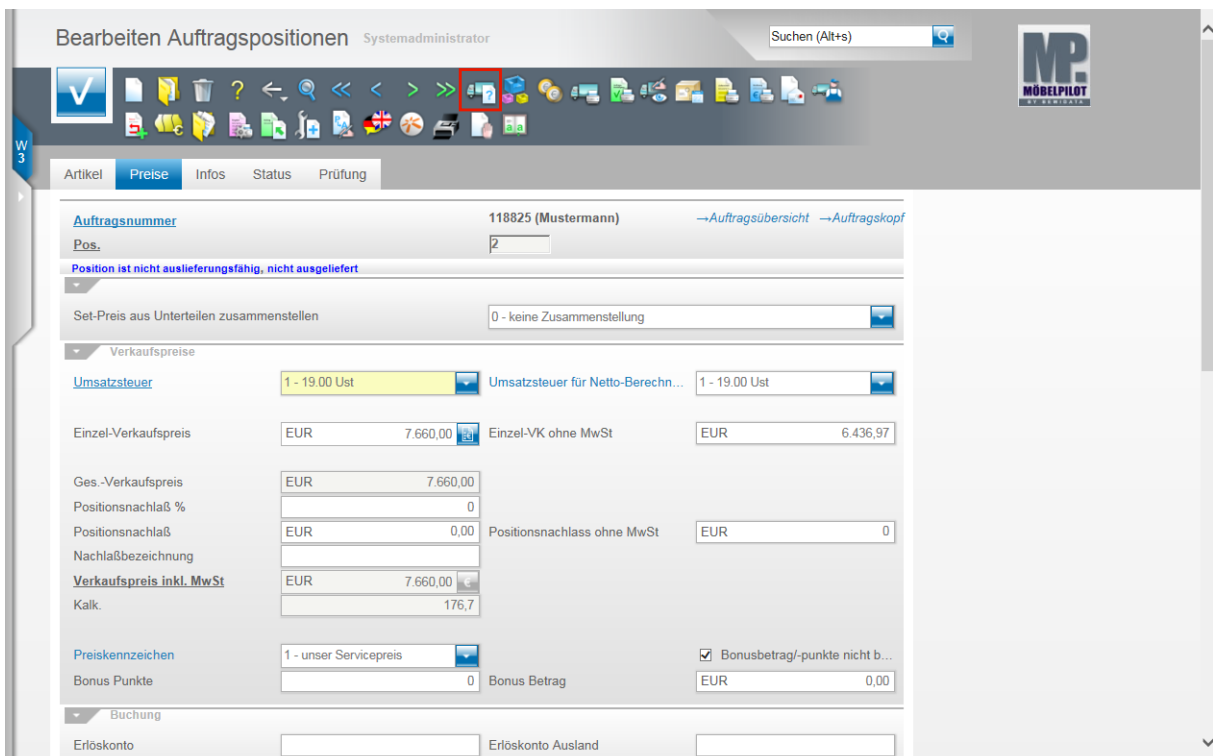 Bearbeiten Auftragspositionen Systemadministrator
Suchen (Alt+s)
MP.
MÖBELPILOT
BY SEMIDATA
W
3
Artikel Preise Infos Status Prüfung
Auftragsnummer 118825 (Mustermann) →Auftragsübersicht →Auftragskopf
Pos. 2
Position ist nicht auslieferungsfähig, nicht ausgeliefert
Set-Preis aus Unterteilen zusammenstellen 0 - keine Zusammenstellung
Verkaufspreise
Umsatzsteuer 1 - 19.00 Ust Umsatzsteuer für Netto-Berechn... 1 - 19.00 Ust
Einzel-Verkaufspreis EUR 7.660,00 Einzel-VK ohne MwSt EUR 6.436,97
Ges.-Verkaufspreis EUR 7.660,00
Positionsnachlaß % 0
Positionsnachlaß EUR 0,00 Positionsnachlass ohne MwSt EUR 0
Nachlaßbezeichnung
Verkaufspreis inkl. MwSt EUR 7.660,00 €
Kalk. 176,7
Preiskennzeichen 1 - unser Servicepreis Bonusbetrag/-punkte nicht b...
Bonus Punkte 0 Bonus Betrag EUR 0,00
Buchung
Erlöskonto Erlöskonto Ausland